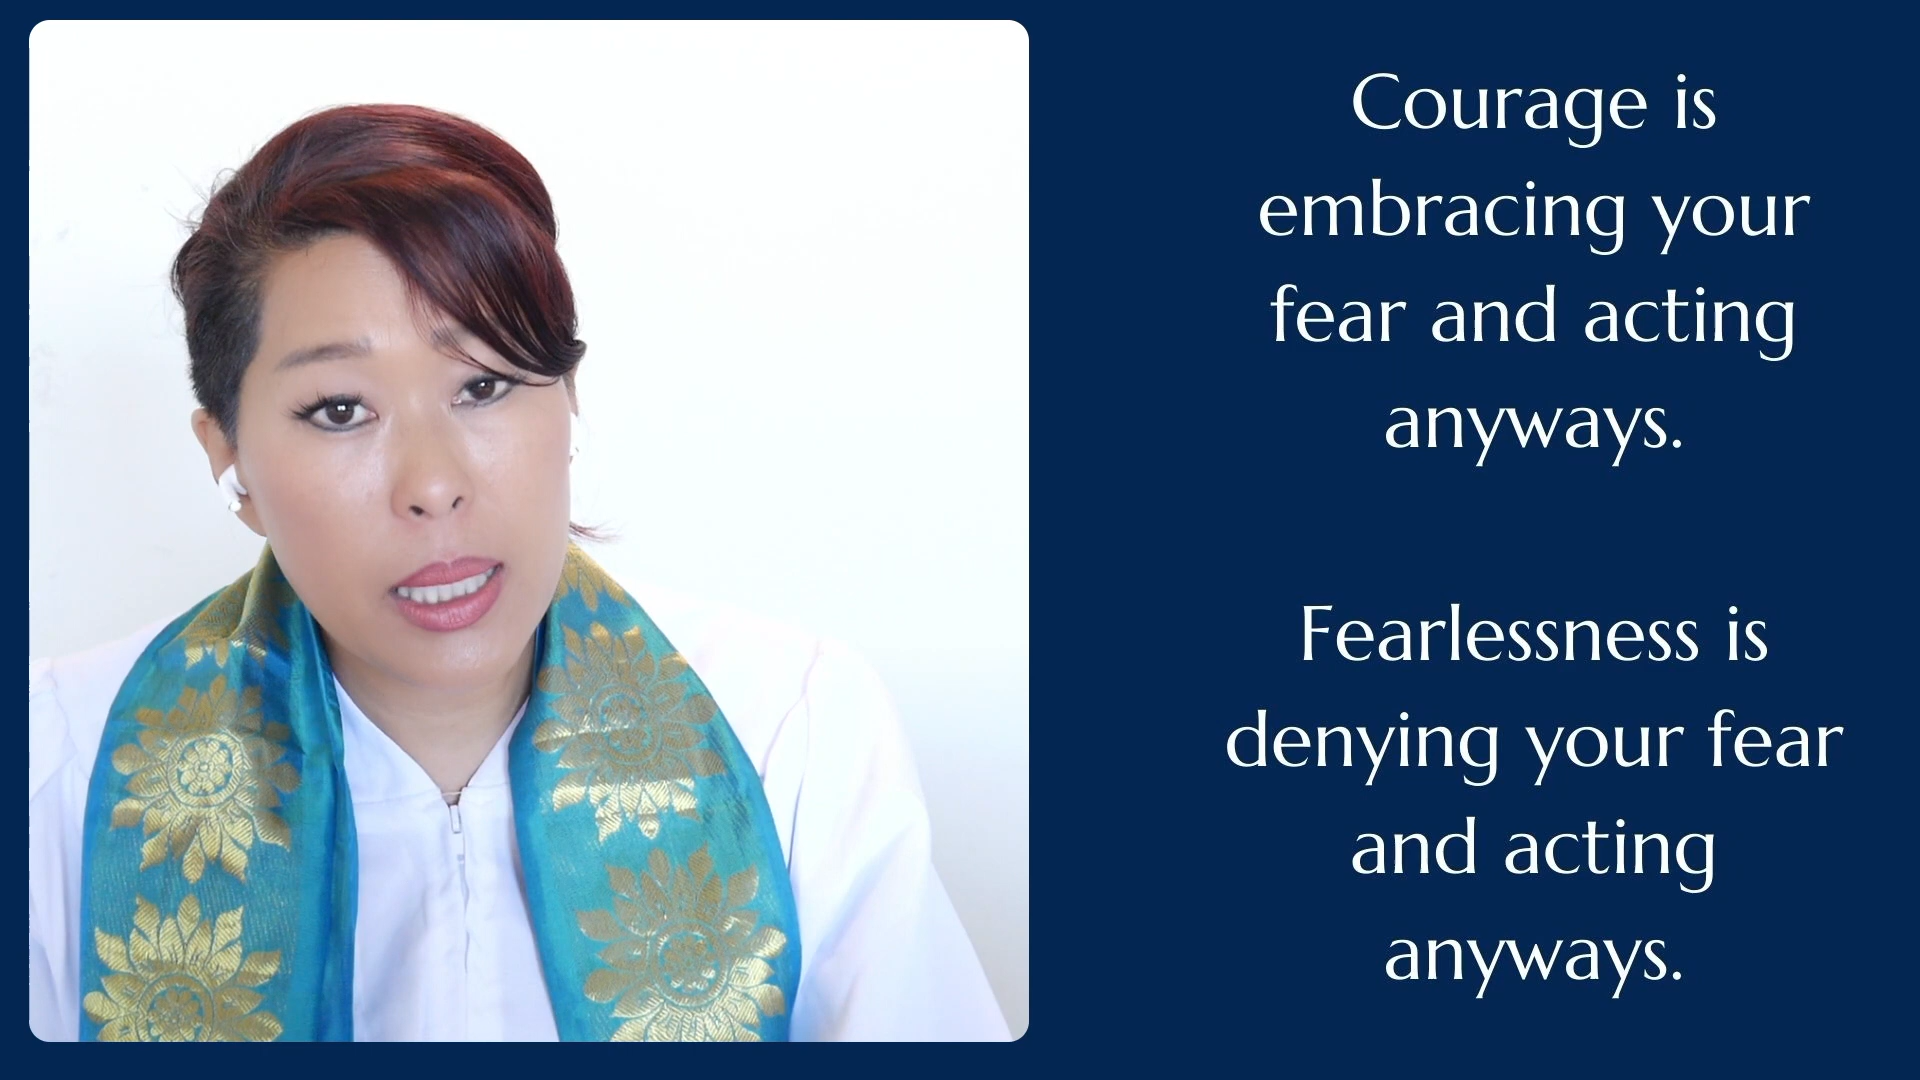 Courage is
embracing your
fear and acting
anyways.
Fearlessness is
denying your fear
and acting
anyways.